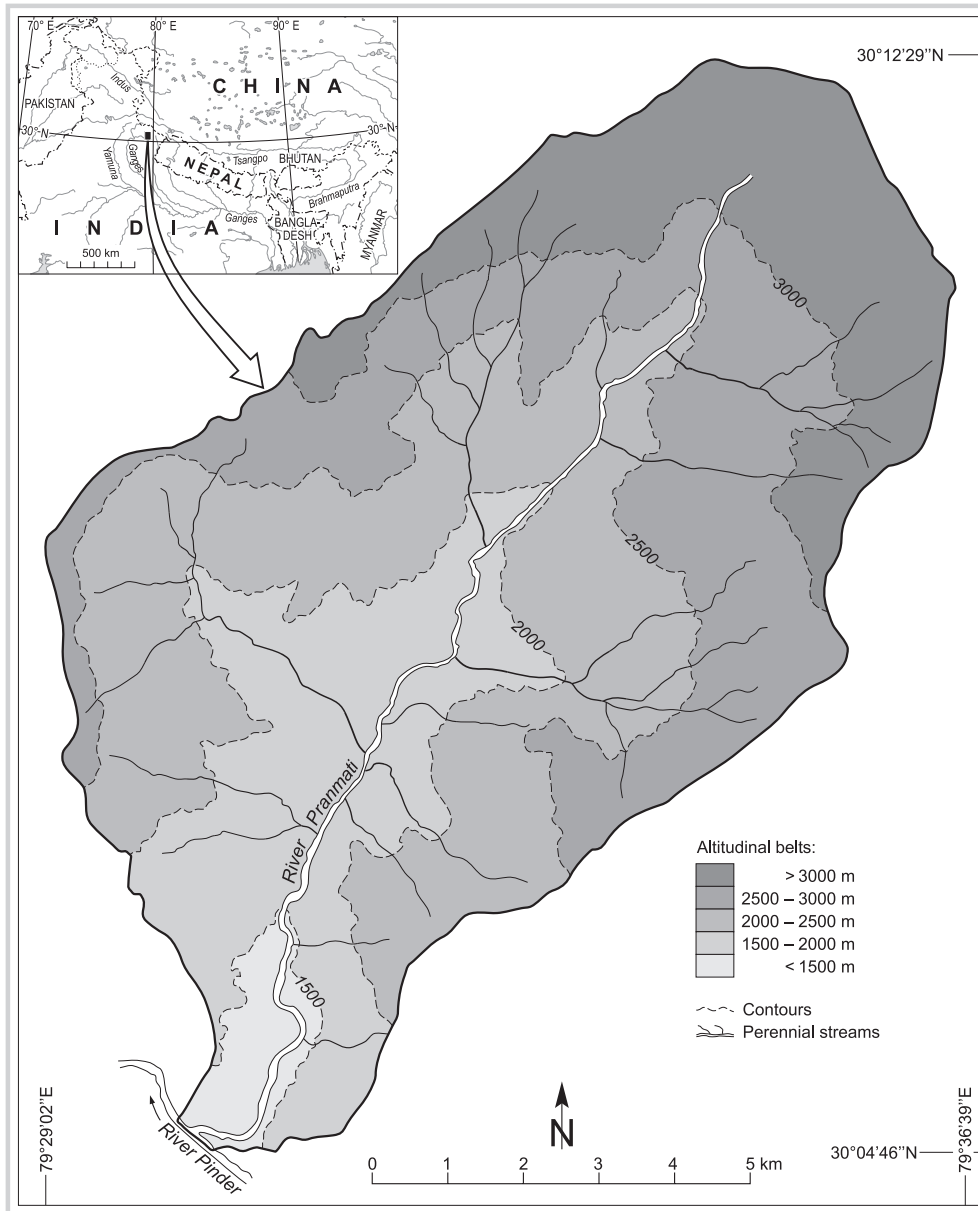 70° E
80° E
90° E
30°12'29"N
Indus
C H I N A
PAKISTAN
30° N
30° N
Yamuna
Ganges
NEPAL
Tsangpo
BHUTAN
Brahmaputra
Ganges
I N D I A
BANGLA-
DESH
MYANMAR
500 km
3000
2500
2000
River Pranmati
1500
Altitudinal belts:
> 3000 m
2500 – 3000 m
2000 – 2500 m
1500 – 2000 m
< 1500 m
Contours
Perennial streams
79°29'02"E
River Pinder
N
0 1 2 3 4 5 km
30°04'46"N
79°36'39"E